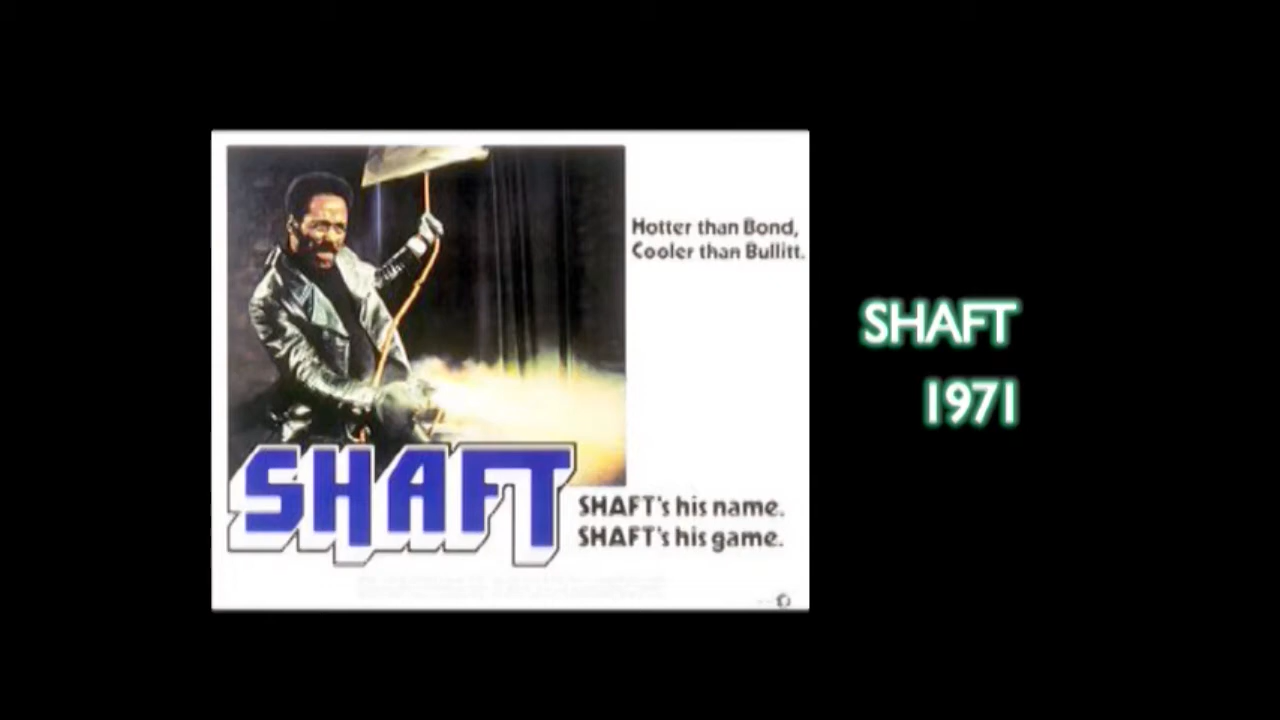 Hotter than Bond,
Cooler than Bullitt.
SHAFT
SHAFT's his name.
SHAFT's his game.
SHAFT
1971